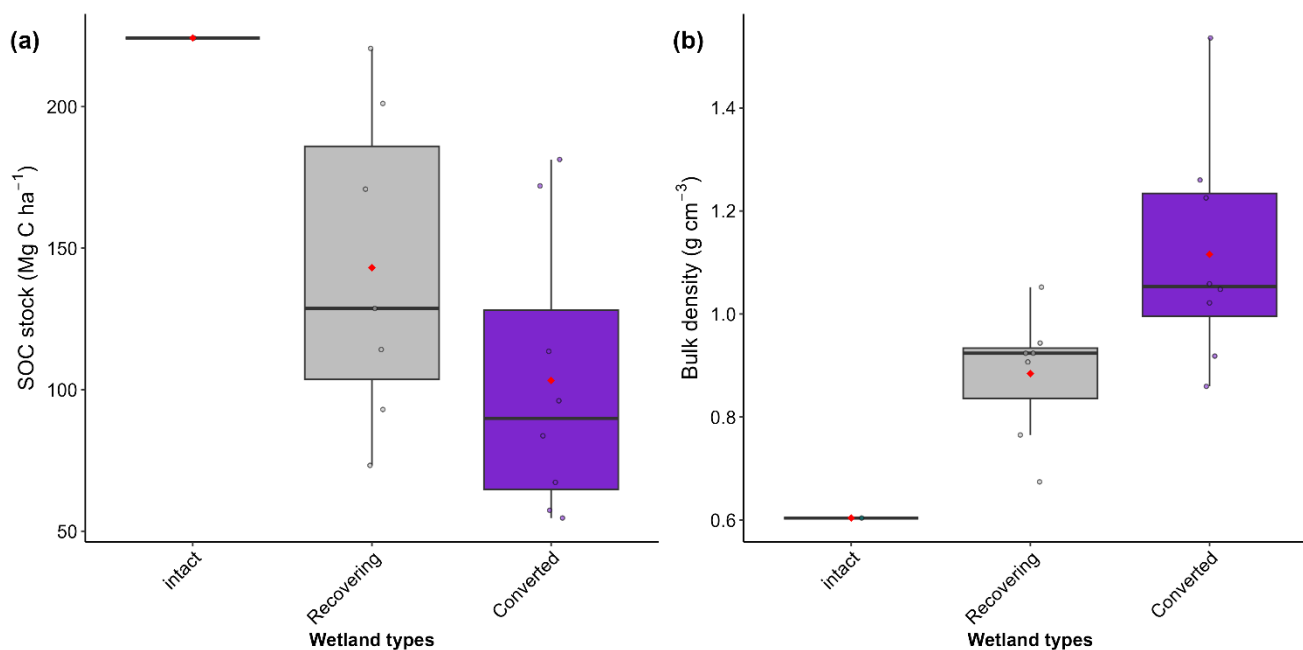 (a)
SOC stock (Mg C ha⁻¹)
200
150
100
50
intact
Recovering
Converted
Wetland types
(b)
Bulk density (g cm⁻³)
1.4
1.2
1.0
0.8
0.6
intact
Recovering
Converted
Wetland types